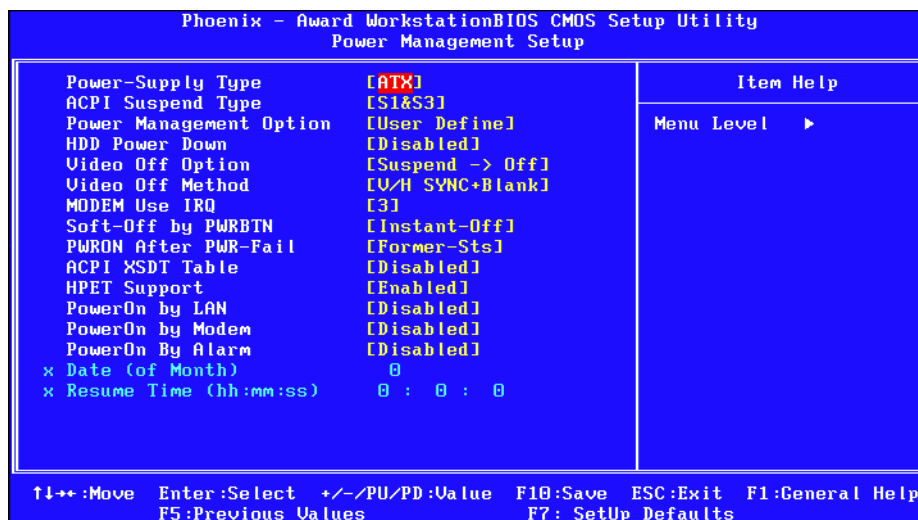 Phoenix - Award WorkstationBIOS CMOS Setup Utility
Power Management Setup
Power-Supply Type [ATX]
ACPI Suspend Type [S1&S3]
Power Management Option [User Define]
HDD Power Down [Disabled]
Video Off Option [Suspend -> Off]
Video Off Method [V/H SYNC+Blank]
MODEM Use IRQ [3]
Soft-Off by PWRBTN [Instant-Off]
PWRON After PWR-Fail [Former-Sts]
ACPI XSDT Table [Disabled]
HPET Support [Enabled]
PowerOn by LAN [Disabled]
PowerOn by Modem [Disabled]
PowerOn By Alarm [Disabled]
x Date (of Month) 0
x Resume Time (hh:mm:ss) 0 : 0 : 0
Item Help
Menu Level ►
↑↓→←:Move Enter:Select +/-/PU/PD:Value F10:Save ESC:Exit F1:General Help
F5:Previous Values F7: SetUp Defaults